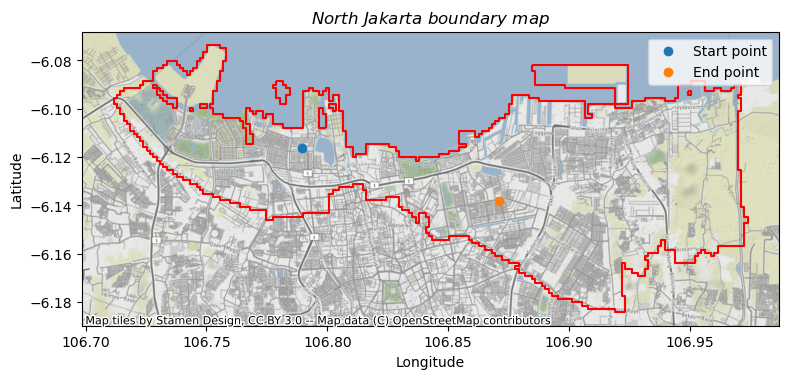 North Jakarta boundary map
Start point
End point
−6.08
−6.10
−6.12
−6.14
−6.16
−6.18
Latitude
Map tiles by Stamen Design, CC BY 3.0 -- Map data (C) OpenStreetMap contributors
106.70
106.75
106.80
106.85
106.90
106.95
Longitude